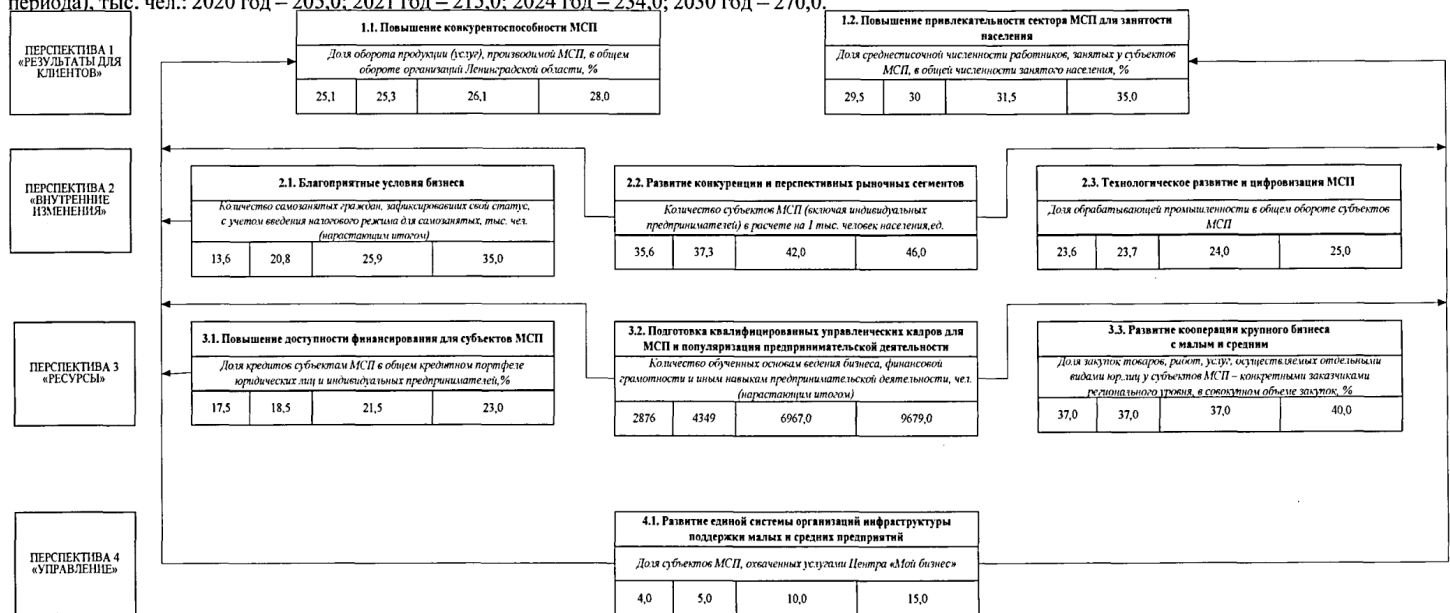 периода), тыс. чел.: 2020 год – 205,0; 2021 год – 215,0; 2024 год – 234,0; 2030 год – 270,0.
ПЕРСПЕКТИВА 1
«РЕЗУЛЬТАТЫ ДЛЯ
КЛИЕНТОВ»
1.1. Повышение конкурентоспособности МСП
Доля оборота продукции (услуг), производимой МСП, в общем
обороте организаций Ленинградской области, %
25,1 25,3 26,1 28,0
1.2. Повышение привлекательности сектора МСП для занятости
населения
Доля среднесписочной численности работников, занятых у субъектов
МСП, в общей численности занятого населения, %
29,5 30 31,5 35,0
ПЕРСПЕКТИВА 2
«ВНУТРЕННИЕ
ИЗМЕНЕНИЯ»
2.1. Благоприятные условия бизнеса
Количество самозанятых граждан, зафиксировавших свой статус,
с учетом введения налогового режима для самозанятых, тыс. чел.
(нарастающим итогом)
13,6 20,8 25,9 35,0
2.2. Развитие конкуренции и перспективных рыночных сегментов
Количество субъектов МСП (включая индивидуальных
предпринимателей) в расчете на 1 тыс. человек населения,ед.
35,6 37,3 42,0 46,0
2.3. Технологическое развитие и цифровизация МСП
Доля обрабатывающей промышленности в общем обороте субъектов
МСП
23,6 23,7 24,0 25,0
ПЕРСПЕКТИВА 3
«РЕСУРСЫ»
3.1. Повышение доступности финансирования для субъектов МСП
Доля кредитов субъектам МСП в общем кредитном портфеле
юридических лиц и индивидуальных предпринимателей,%
17,5 18,5 21,5 23,0
3.2. Подготовка квалифицированных управленческих кадров для
МСП и популяризация предпринимательской деятельности
Количество обученных основам ведения бизнеса, финансовой
грамотности и иным навыкам предпринимательской деятельности, чел.
(нарастающим итогом)
2876 4349 6967,0 9679,0
3.3. Развитие кооперации крупного бизнеса
с малым и средним
Доля закупок товаров, работ, услуг, осуществляемых отдельными
видами юр.лиц у субъектов МСП – конкретными заказчиками
регионального уровня, в совокупном объеме закупок, %
37,0 37,0 37,0 40,0
ПЕРСПЕКТИВА 4
«УПРАВЛЕНИЕ»
4.1. Развитие единой системы организаций инфраструктуры
поддержки малых и средних предприятий
Доля субъектов МСП, охваченных услугами Центра «Мой бизнес»
4,0 5,0 10,0 15,0